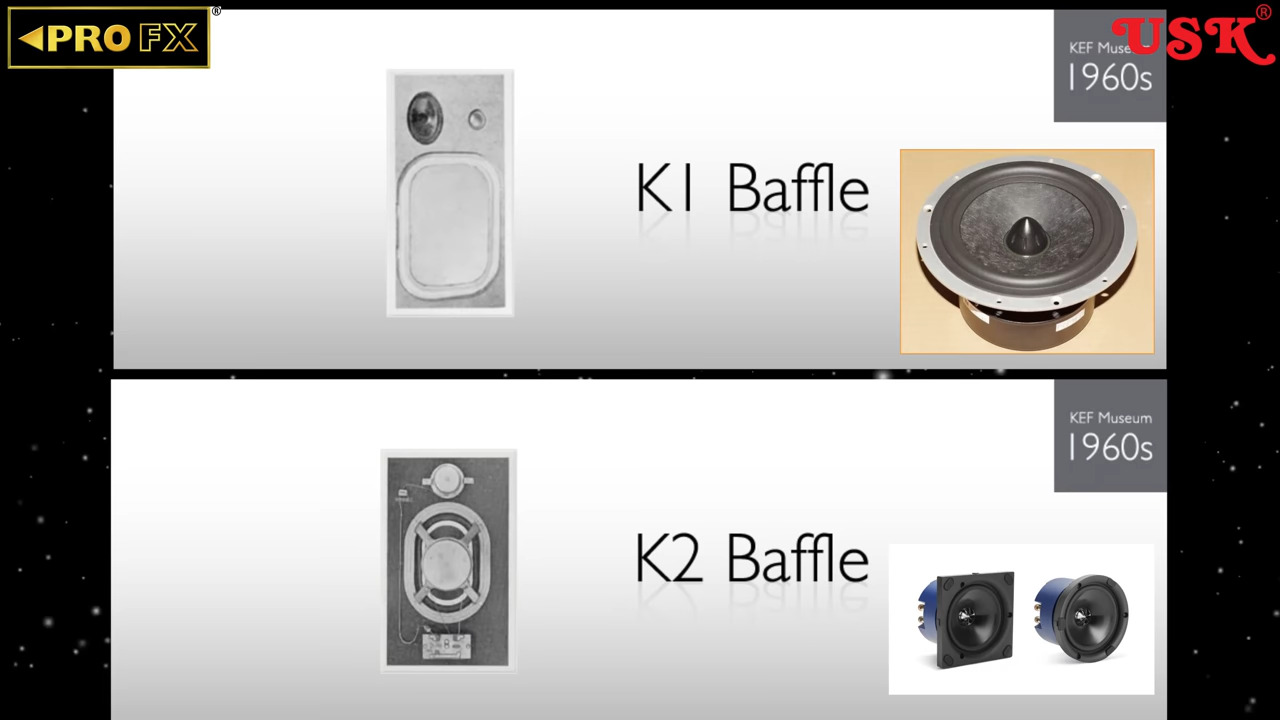 PRO FX ®
USK ®
KEF Museum
1960s
K1 Baffle
KEF Museum
1960s
K2 Baffle